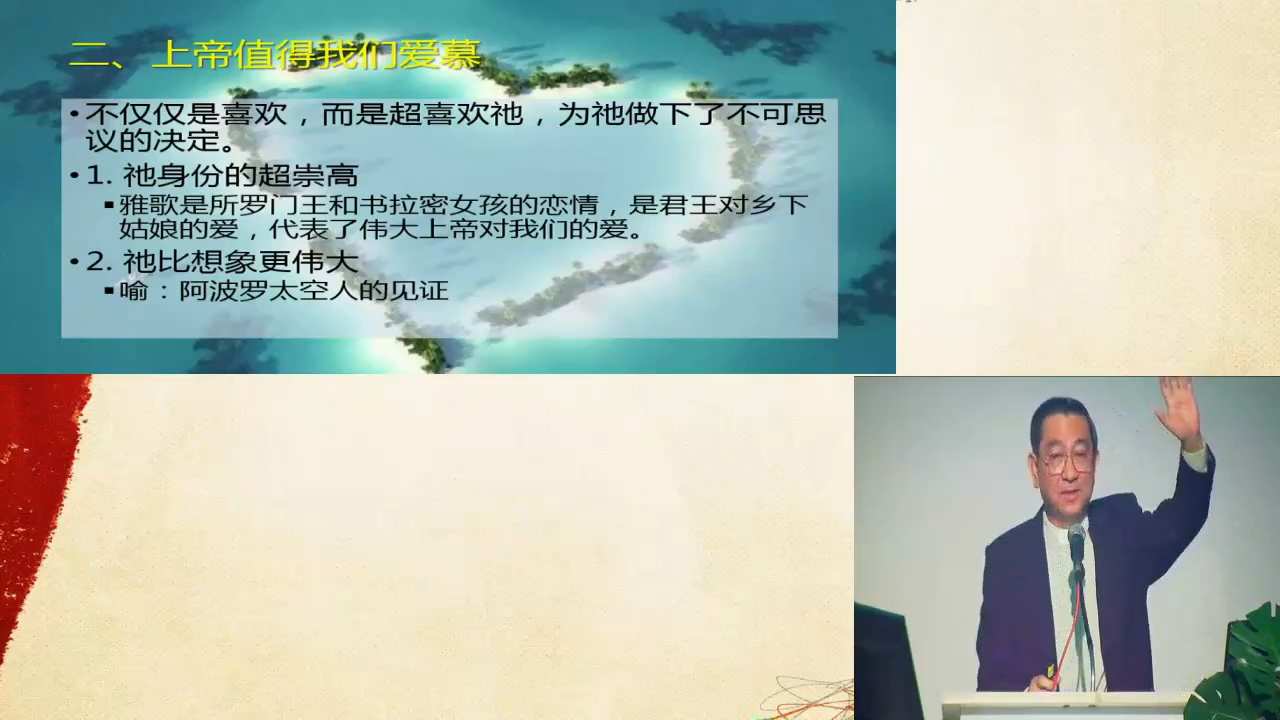 二、上帝值得我们爱慕
•不仅仅是喜欢，而是超喜欢祂，为祂做下了不可思
议的决定。
•1. 祂身份的超崇高
▪雅歌是所罗门王和书拉密女孩的恋情，是君王对乡下
姑娘的爱，代表了伟大上帝对我们的爱。
•2. 祂比想象更伟大
▪喻：阿波罗太空人的见证